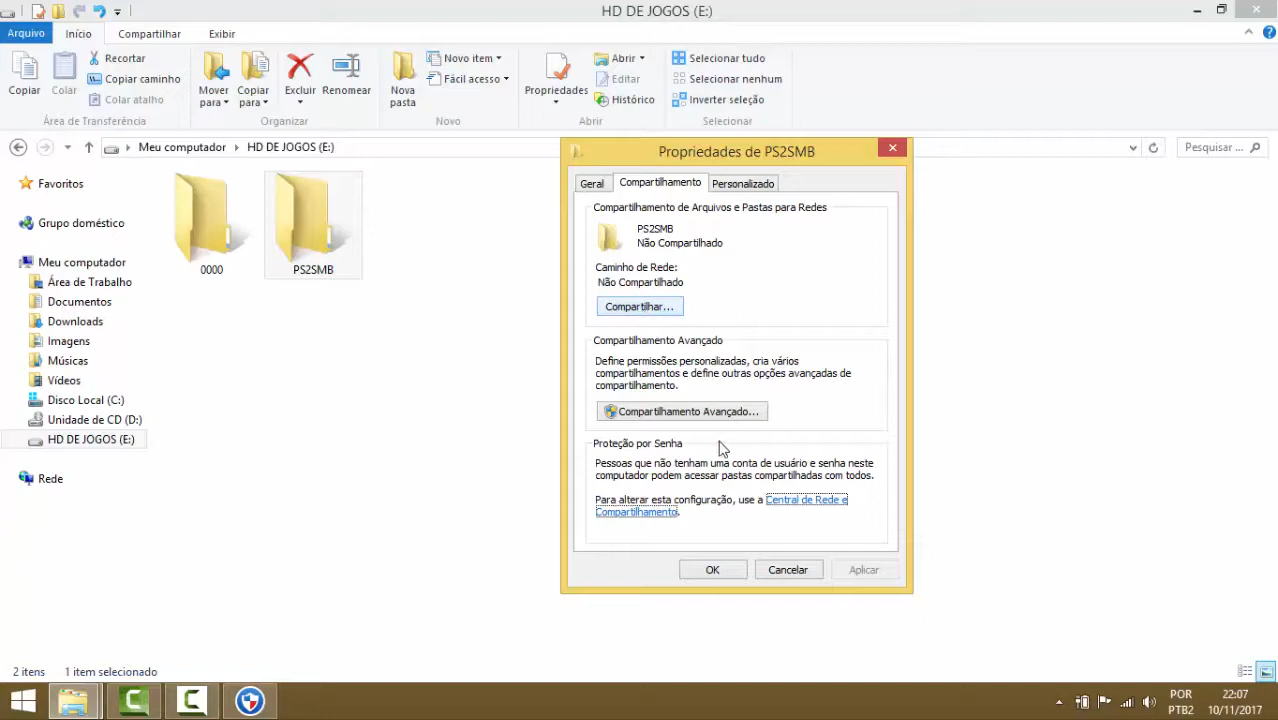 HD DE JOGOS (E:)
Arquivo
Início
Compartilhar
Exibir
Copiar
Colar
Recortar
Copiar caminho
Colar atalho
Área de Transferência
Mover para
Copiar para
Excluir
Renomear
Organizar
Nova pasta
Novo item
Fácil acesso
Novo
Propriedades
Abrir
Editar
Histórico
Abrir
Selecionar tudo
Selecionar nenhum
Inverter seleção
Selecionar
Meu computador
HD DE JOGOS (E:)
Pesquisar ...
Favoritos
Grupo doméstico
Meu computador
Área de Trabalho
Documentos
Downloads
Imagens
Músicas
Vídeos
Disco Local (C:)
Unidade de CD (D:)
HD DE JOGOS (E:)
Rede
0000
PS2SMB
Propriedades de PS2SMB
Geral
Compartilhamento
Personalizado
Compartilhamento de Arquivos e Pastas para Redes
PS2SMB
Não Compartilhado
Caminho de Rede:
Não Compartilhado
Compartilhar...
Compartilhamento Avançado
Define permissões personalizadas, cria vários
compartilhamentos e define outras opções avançadas de
compartilhamento.
Compartilhamento Avançado...
Proteção por Senha
Pessoas que não tenham uma conta de usuário e senha neste
computador podem acessar pastas compartilhadas com todos.
Para alterar esta configuração, use a Central de Rede e
Compartilhamento.
OK
Cancelar
Aplicar
2 itens
1 item selecionado
POR
PTB2
22:07
10/11/2017